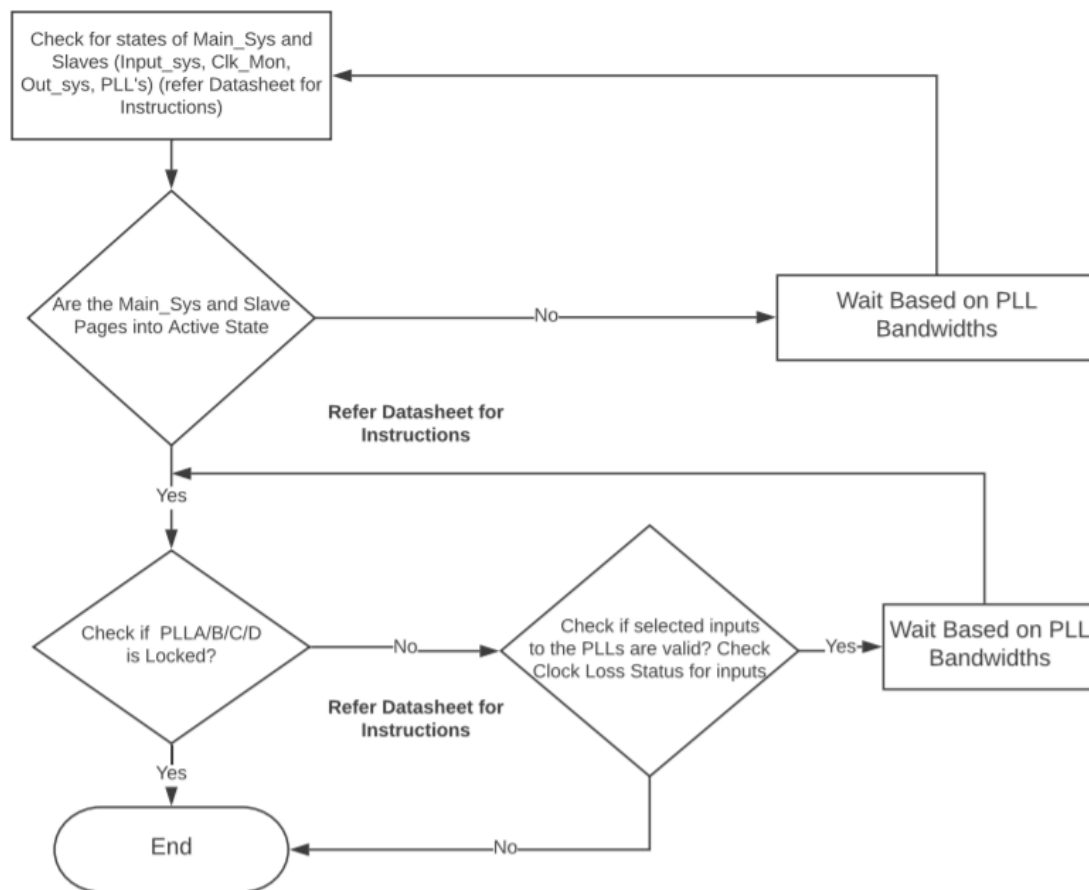 Check for states of Main_Sys and
Slaves (Input_sys, Clk_Mon,
Out_sys, PLL's) (refer Datasheet for
Instructions)
Are the Main_Sys and Slave
Pages into Active State
No
Wait Based on PLL
Bandwidths
Refer Datasheet for
Instructions
Yes
Check if PLLA/B/C/D
is Locked?
No
Check if selected inputs
to the PLLs are valid? Check
Clock Loss Status for inputs
Yes
Wait Based on PLL
Bandwidths
Refer Datasheet for
Instructions
Yes
End
No